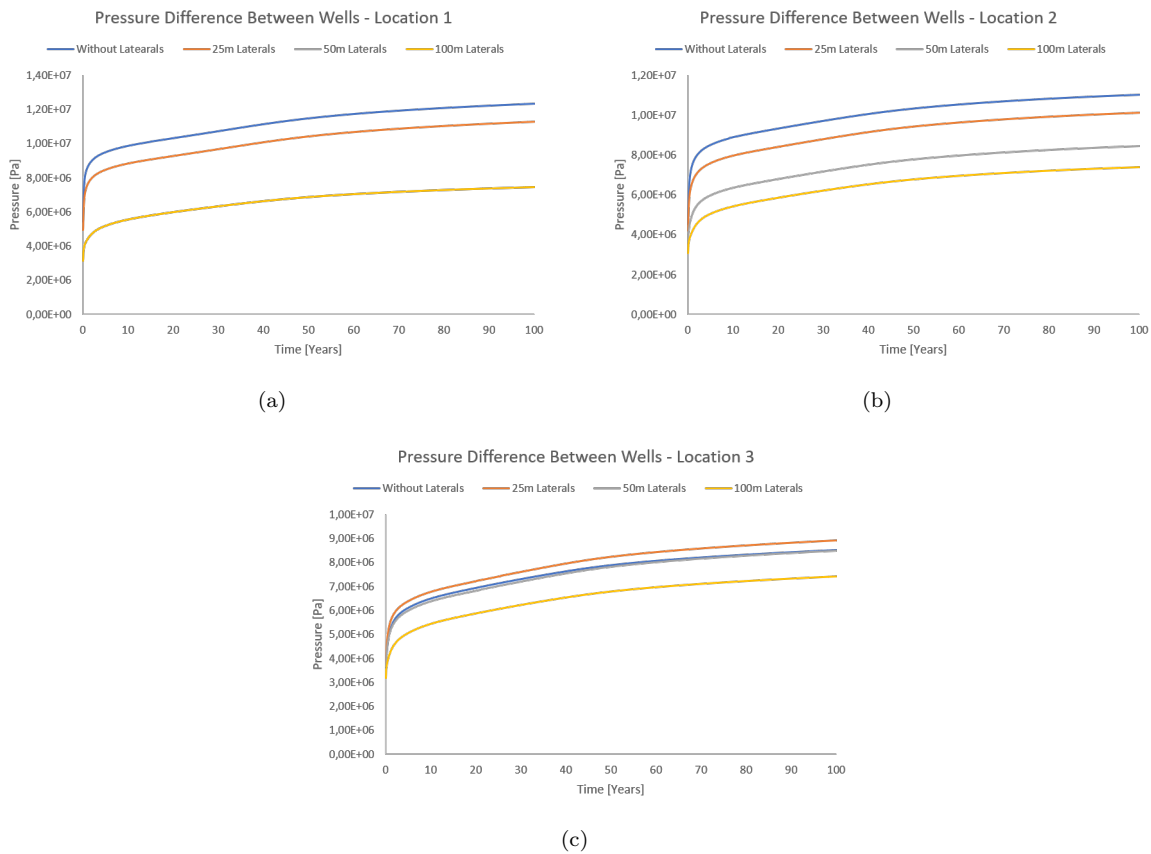 Pressure Difference Between Wells - Location 1
Without Latearals 25m Laterals 50m Laterals 100m Laterals
1,40E+07
1,20E+07
1,00E+07
8,00E+06
6,00E+06
4,00E+06
2,00E+06
0,00E+00
Pressure [Pa]
0 10 20 30 40 50 60 70 80 90 100
Time [Years]
(a)
Pressure Difference Between Wells - Location 2
Without Laterals 25m Laterals 50m Laterals 100m Laterals
1,20E+07
1,00E+07
8,00E+06
6,00E+06
4,00E+06
2,00E+06
0,00E+00
Pressure [Pa]
0 10 20 30 40 50 60 70 80 90 100
Time [Years]
(b)
Pressure Difference Between Wells - Location 3
Without Laterals 25m Laterals 50m Laterals 100m Laterals
1,00E+07
9,00E+06
8,00E+06
7,00E+06
6,00E+06
5,00E+06
4,00E+06
3,00E+06
2,00E+06
1,00E+06
0,00E+00
Pressure [Pa]
0 10 20 30 40 50 60 70 80 90 100
Time [Years]
(c)